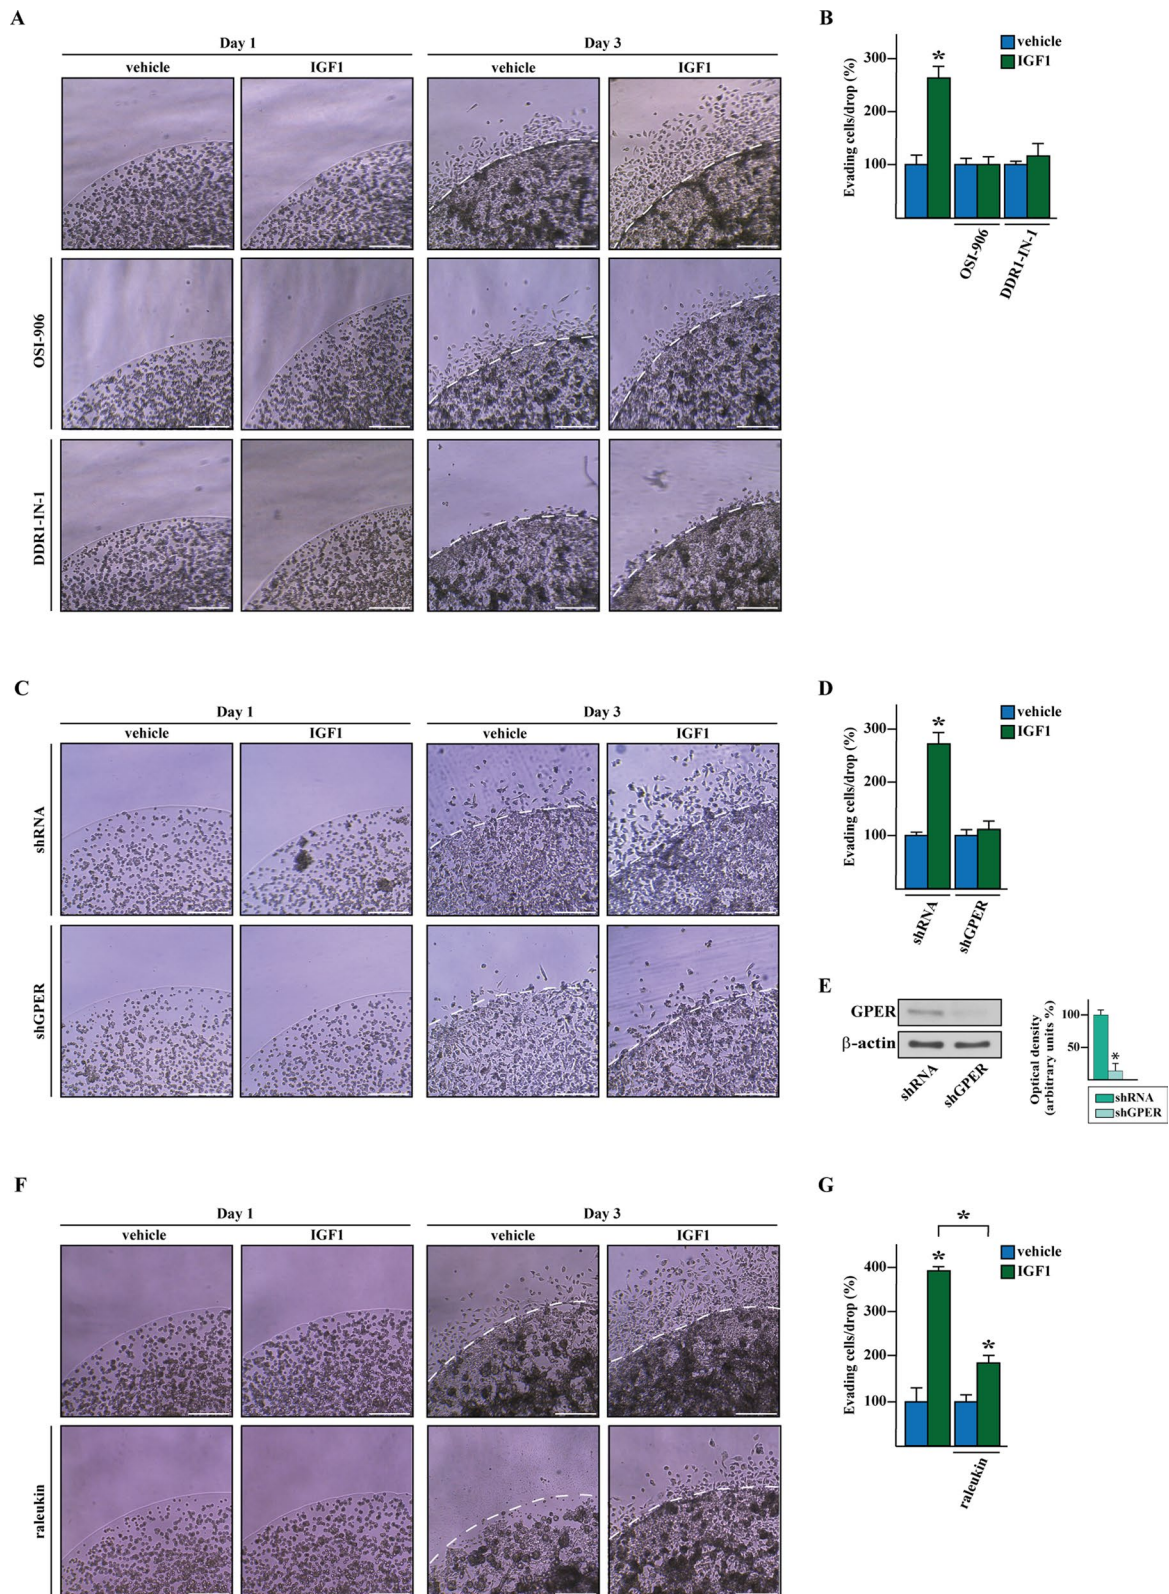 A
Day 1
Day 3
vehicle
IGF1
vehicle
IGF1
OSI-906
DDR1-IN-1
B
vehicle
IGF1
Evading cells/drop (%)
300
200
100
*
OSI-906
DDR1-IN-1
C
Day 1
Day 3
vehicle
IGF1
vehicle
IGF1
shRNA
shGPER
D
vehicle
IGF1
Evading cells/drop (%)
300
200
100
*
shRNA
shGPER
E
GPER
β-actin
shRNA
shGPER
Optical density
(arbitrary units %)
100
50
*
shRNA
shGPER
F
Day 1
Day 3
vehicle
IGF1
vehicle
IGF1
raleukin
G
vehicle
IGF1
Evading cells/drop (%)
400
300
200
100
*
*
*
raleukin